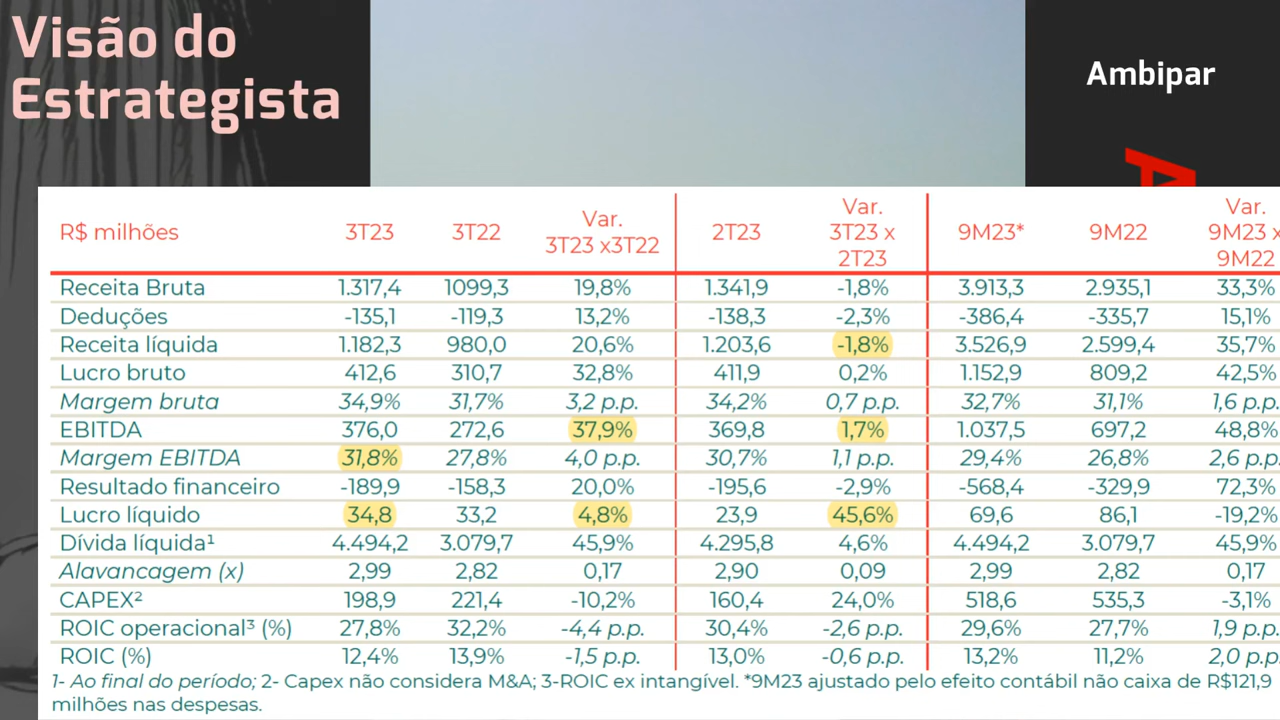 Visão do
Estrategista
Ambipar
R$ milhões 3T23 3T22 Var. 3T23 x3T22 2T23 Var. 3T23 x 2T23 9M23* 9M22 Var. 9M23 x 9M22
Receita Bruta 1.317,4 1099,3 19,8% 1.341,9 -1,8% 3.913,3 2.935,1 33,3%
Deduções -135,1 -119,3 13,2% -138,3 -2,3% -386,4 -335,7 15,1%
Receita líquida 1.182,3 980,0 20,6% 1.203,6 -1,8% 3.526,9 2.599,4 35,7%
Lucro bruto 412,6 310,7 32,8% 411,9 0,2% 1.152,9 809,2 42,5%
Margem bruta 34,9% 31,7% 3,2 p.p. 34,2% 0,7 p.p. 32,7% 31,1% 1,6 p.p.
EBITDA 376,0 272,6 37,9% 369,8 1,7% 1.037,5 697,2 48,8%
Margem EBITDA 31,8% 27,8% 4,0 p.p. 30,7% 1,1 p.p. 29,4% 26,8% 2,6 p.p.
Resultado financeiro -189,9 -158,3 20,0% -195,6 -2,9% -568,4 -329,9 72,3%
Lucro líquido 34,8 33,2 4,8% 23,9 45,6% 69,6 86,1 -19,2%
Dívida líquida¹ 4.494,2 3.079,7 45,9% 4.295,8 4,6% 4.494,2 3.079,7 45,9%
Alavancagem (x) 2,99 2,82 0,17 2,90 0,09 2,99 2,82 0,17
CAPEX² 198,9 221,4 -10,2% 160,4 24,0% 518,6 535,3 -3,1%
ROIC operacional³ (%) 27,8% 32,2% -4,4 p.p. 30,4% -2,6 p.p. 29,6% 27,7% 1,9 p.p.
ROIC (%) 12,4% 13,9% -1,5 p.p. 13,0% -0,6 p.p. 13,2% 11,2% 2,0 p.p.
1- Ao final do período; 2- Capex não considera M&A; 3-ROIC ex intangível. *9M23 ajustado pelo efeito contábil não caixa de R$121,9
milhões nas despesas.